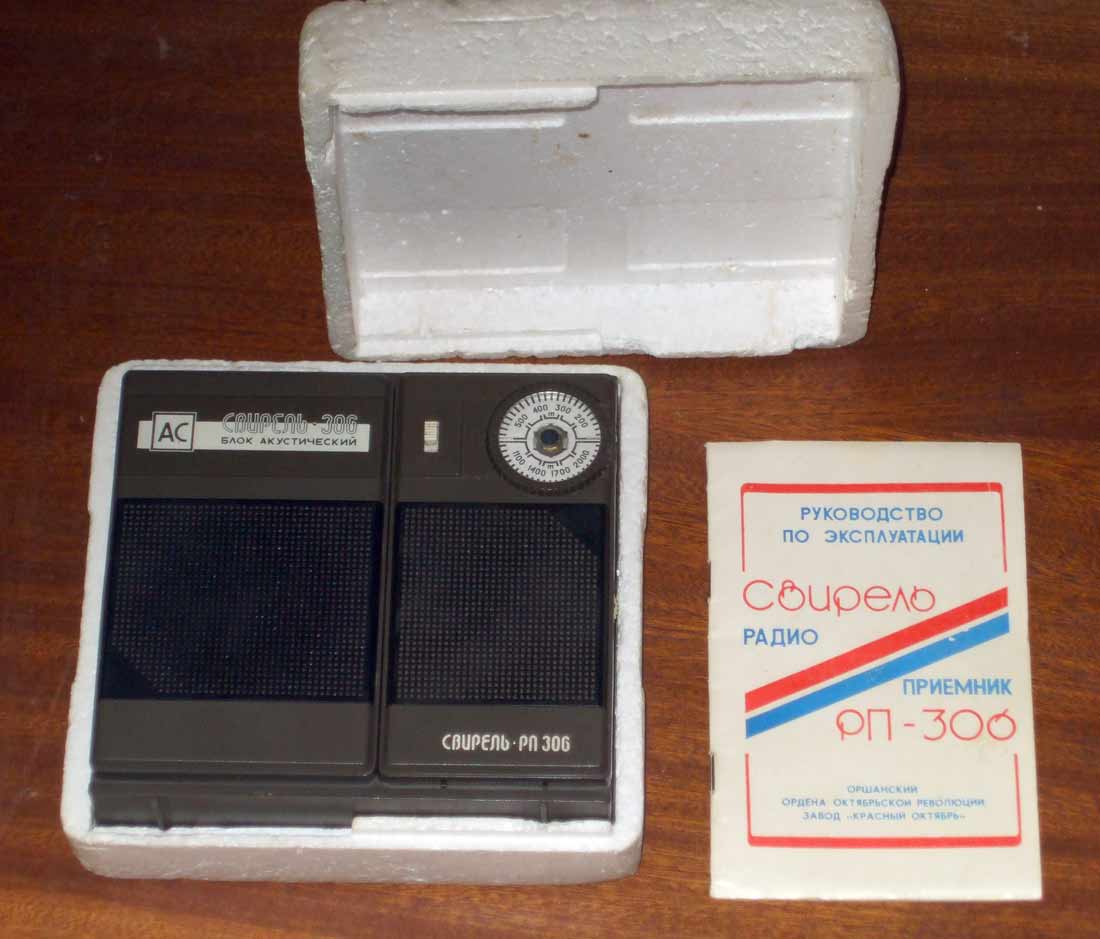 АС
СВИРЕЛЬ · 306
БЛОК АКУСТИЧЕСКИЙ
500 400 300 200
m
m
1100 1400 1700 2000
СВИРЕЛЬ · РП 306
РУКОВОДСТВО
ПО ЭКСПЛУАТАЦИИ
Свирель
РАДИО
ПРИЕМНИК
РП-306
ОРШАНСКИЙ
ОРДЕНА ОКТЯБРЬСКОЙ РЕВОЛЮЦИИ
ЗАВОД «КРАСНЫЙ ОКТЯБРЬ»